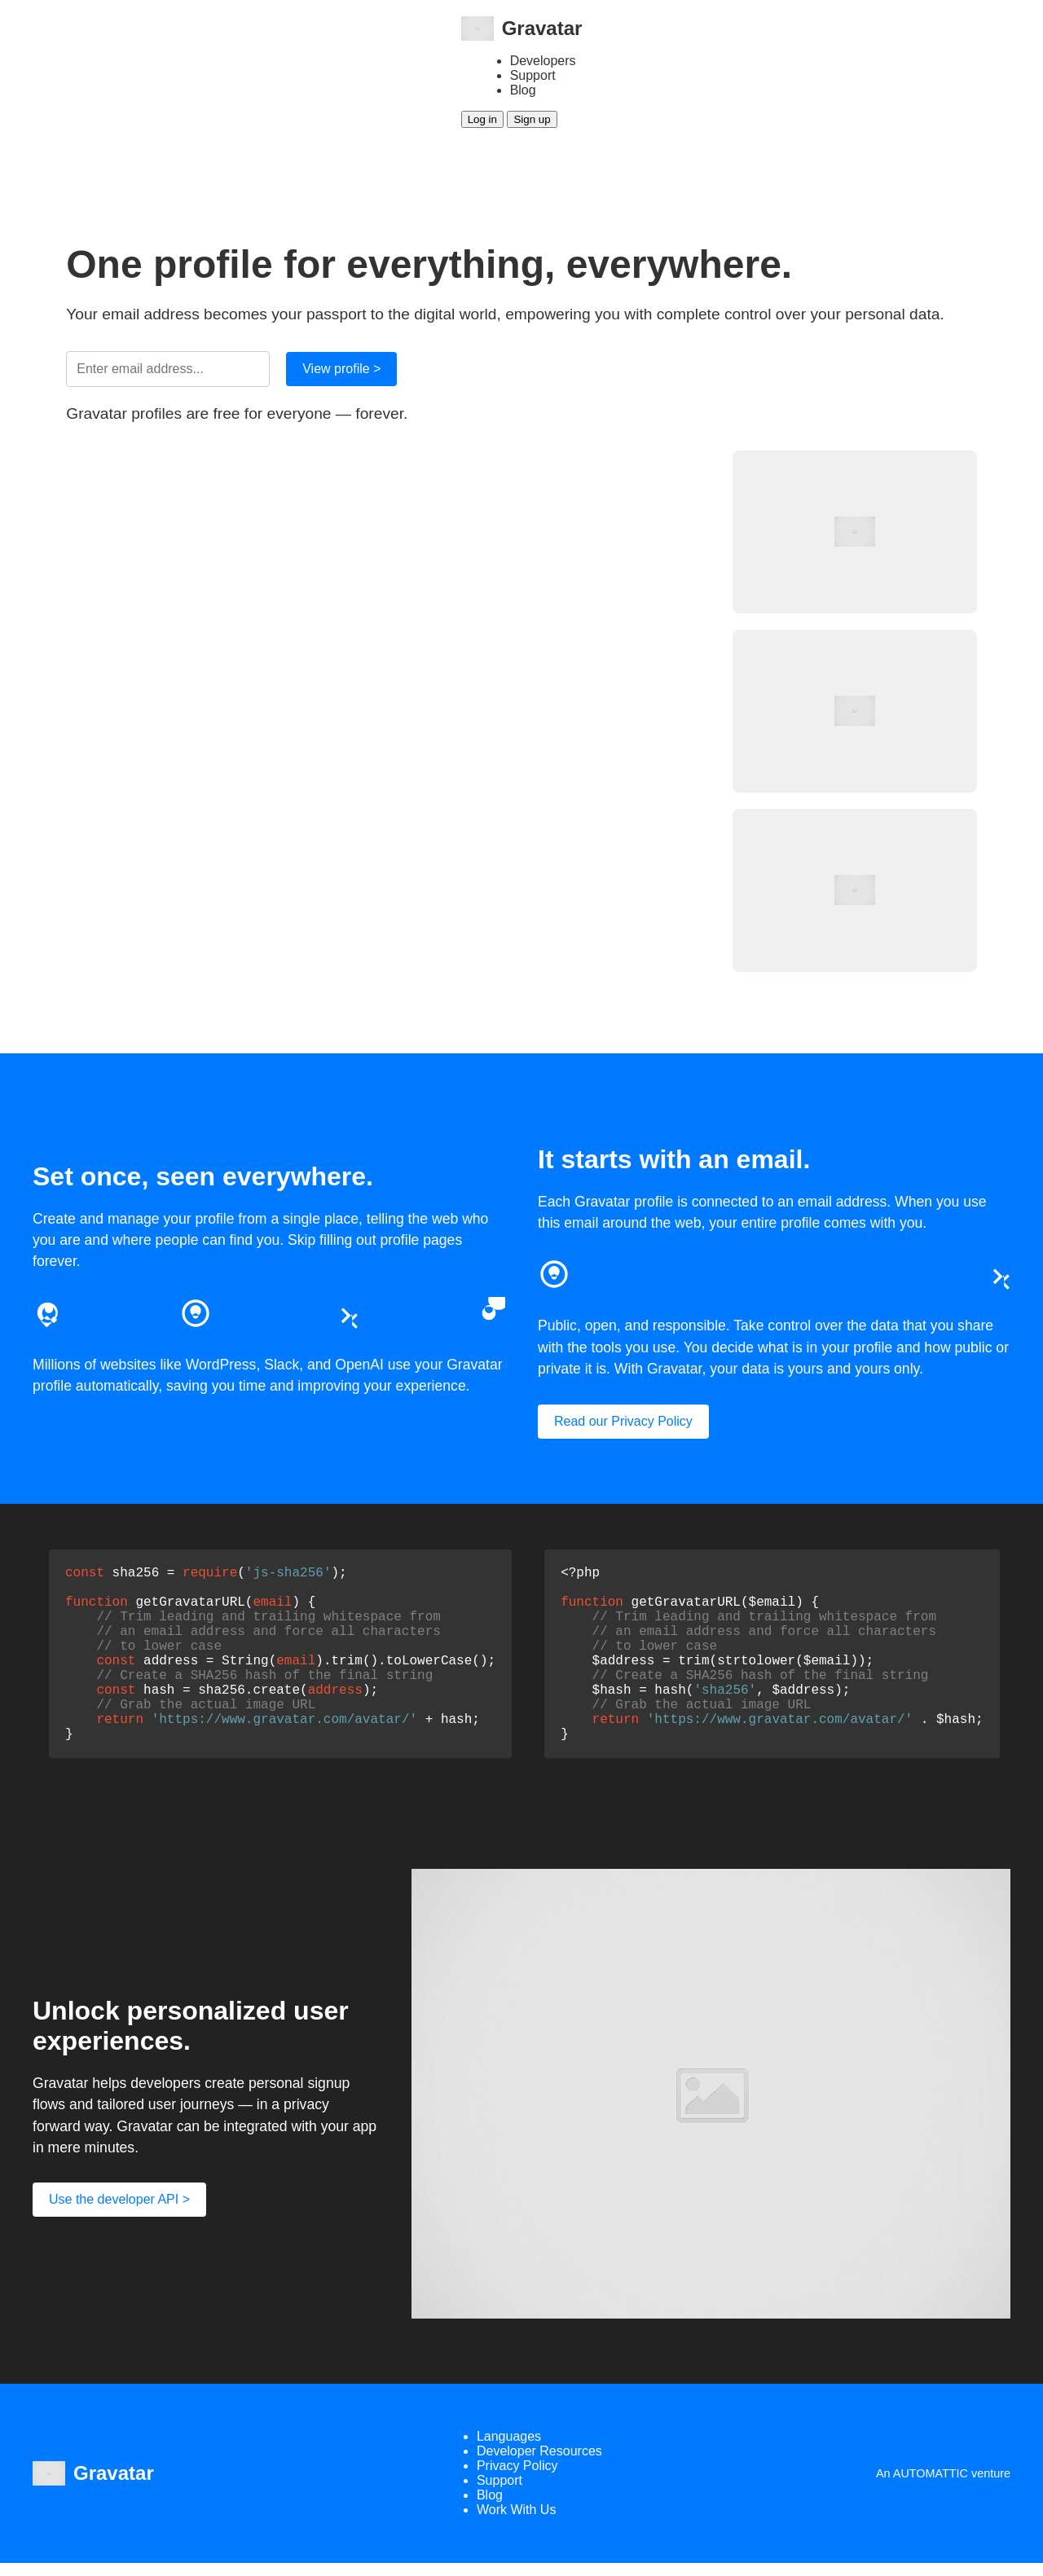 Gravatar
Developers
Support
Blog
Log in
Sign up
One profile for everything, everywhere.
Your email address becomes your passport to the digital world, empowering you with complete control over your personal data.
Enter email address...
View profile >
Gravatar profiles are free for everyone — forever.
Set once, seen everywhere.
Create and manage your profile from a single place, telling the web who
you are and where people can find you. Skip filling out profile pages
forever.
Millions of websites like WordPress, Slack, and OpenAI use your Gravatar
profile automatically, saving you time and improving your experience.
It starts with an email.
Each Gravatar profile is connected to an email address. When you use
this email around the web, your entire profile comes with you.
Public, open, and responsible. Take control over the data that you share
with the tools you use. You decide what is in your profile and how public or
private it is. With Gravatar, your data is yours and yours only.
Read our Privacy Policy
const sha256 = require('js-sha256');
function getGravatarURL(email) {
// Trim leading and trailing whitespace from
// an email address and force all characters
// to lower case
const address = String(email).trim().toLowerCase();
// Create a SHA256 hash of the final string
const hash = sha256.create(address);
// Grab the actual image URL
return 'https://www.gravatar.com/avatar/' + hash;
}
<?php
function getGravatarURL($email) {
// Trim leading and trailing whitespace from
// an email address and force all characters
// to lower case
$address = trim(strtolower($email));
// Create a SHA256 hash of the final string
$hash = hash('sha256', $address);
// Grab the actual image URL
return 'https://www.gravatar.com/avatar/' . $hash;
}
Unlock personalized user
experiences.
Gravatar helps developers create personal signup
flows and tailored user journeys — in a privacy
forward way. Gravatar can be integrated with your app
in mere minutes.
Use the developer API >
Gravatar
Languages
Developer Resources
Privacy Policy
Support
Blog
Work With Us
An AUTOMATTIC venture